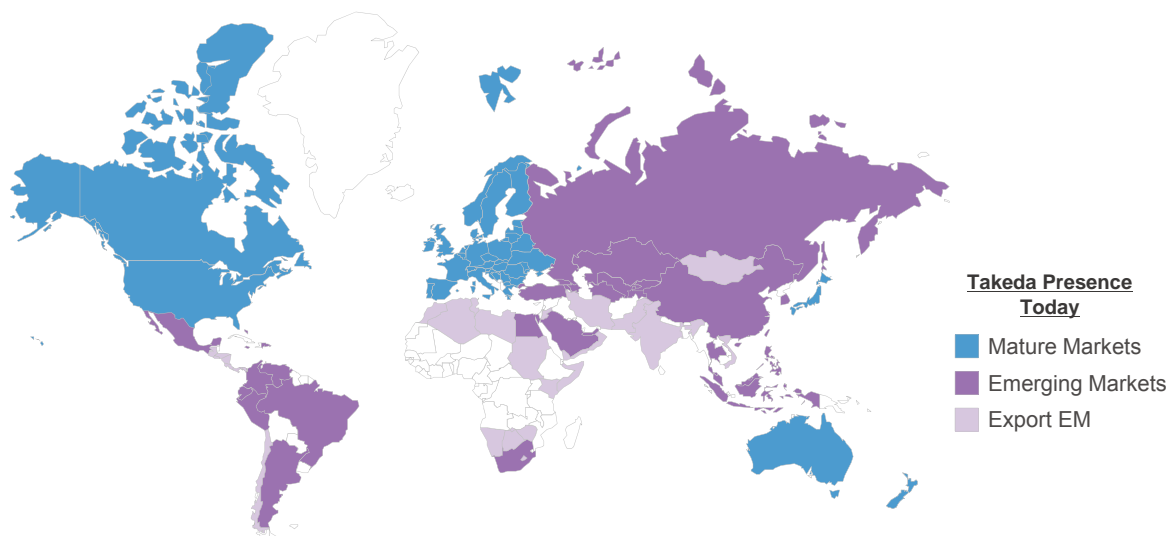 Takeda Presence
Today
Mature Markets
Emerging Markets
Export EM